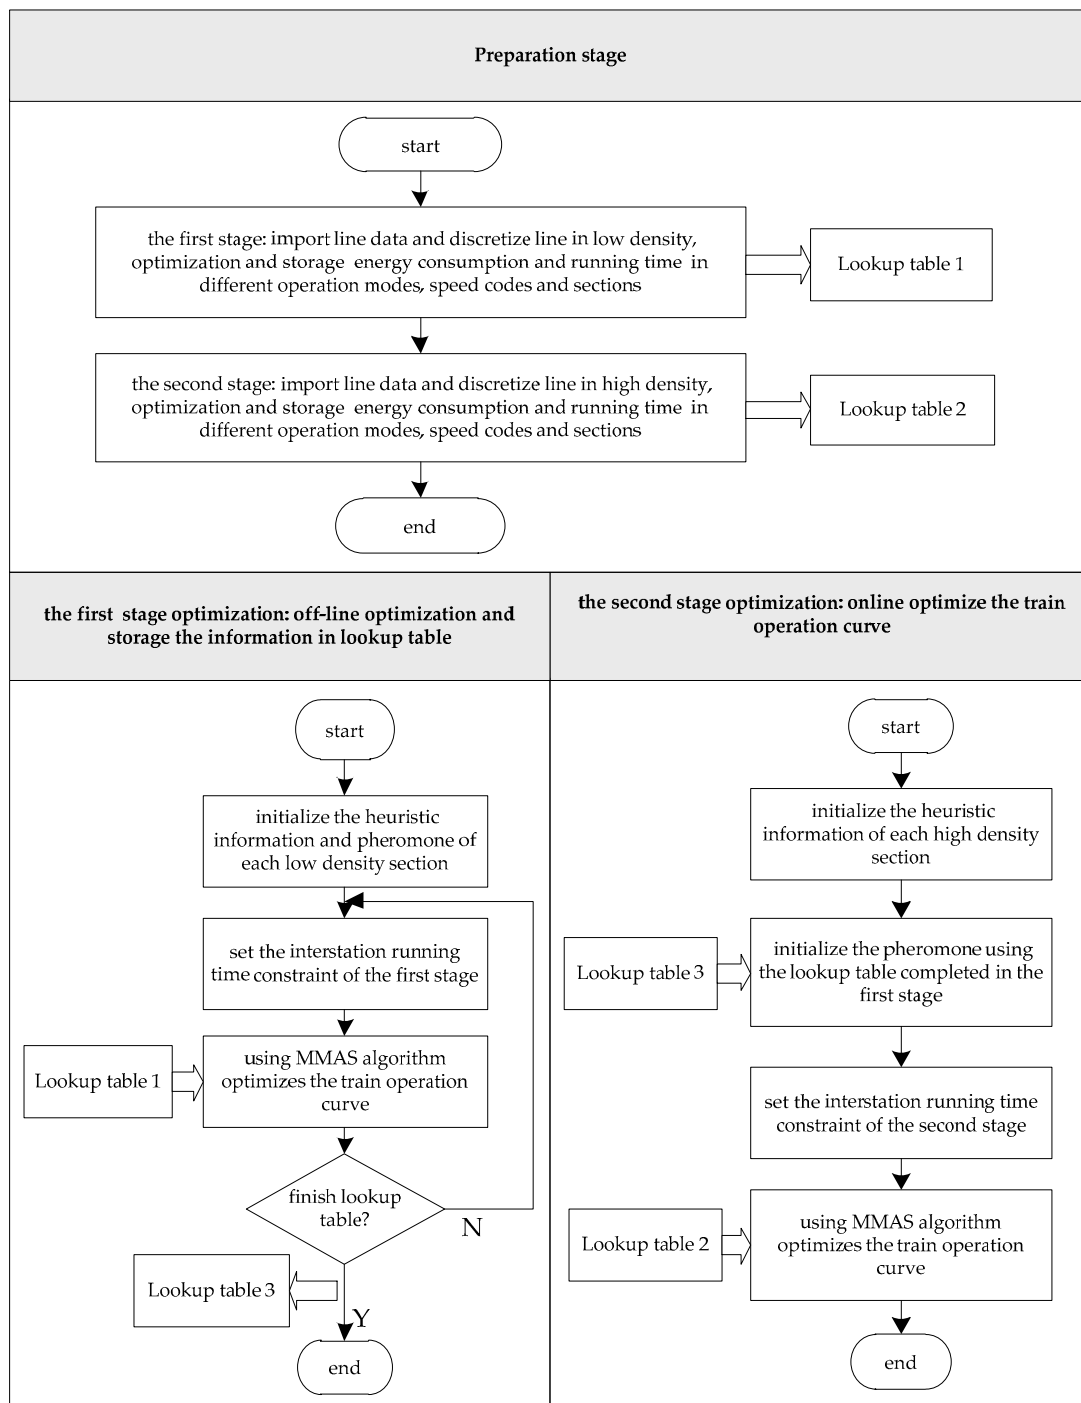 Preparation stage
start
the first stage: import line data and discretize line in low density,
optimization and storage energy consumption and running time in
different operation modes, speed codes and sections
Lookup table 1
the second stage: import line data and discretize line in high density,
optimization and storage energy consumption and running time in
different operation modes, speed codes and sections
Lookup table 2
end
the first stage optimization: off-line optimization and
storage the information in lookup table
start
initialize the heuristic
information and pheromone of
each low density section
set the interstation running
time constraint of the first stage
using MMAS algorithm
optimizes the train operation
curve
Lookup table 1
finish lookup
table?
N
Lookup table 3
Y
end
the second stage optimization: online optimize the train
operation curve
start
initialize the heuristic
information of each high density
section
Lookup table 3
initialize the pheromone using
the lookup table completed in the
first stage
set the interstation running time
constraint of the second stage
Lookup table 2
using MMAS algorithm
optimizes the train operation
curve
end